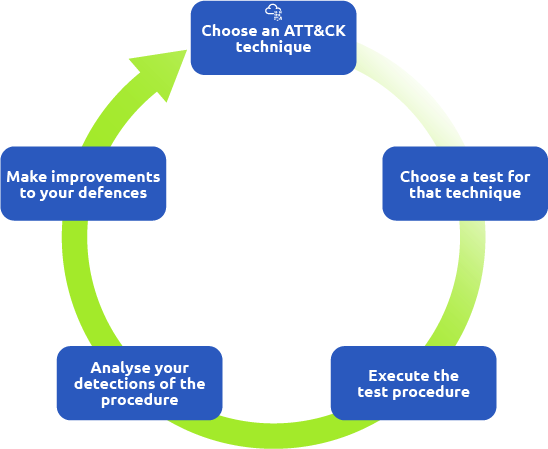 Choose an ATT&CK
technique
Choose a test for
that technique
Execute the
test procedure
Analyse your
detections of the
procedure
Make improvements
to your defences